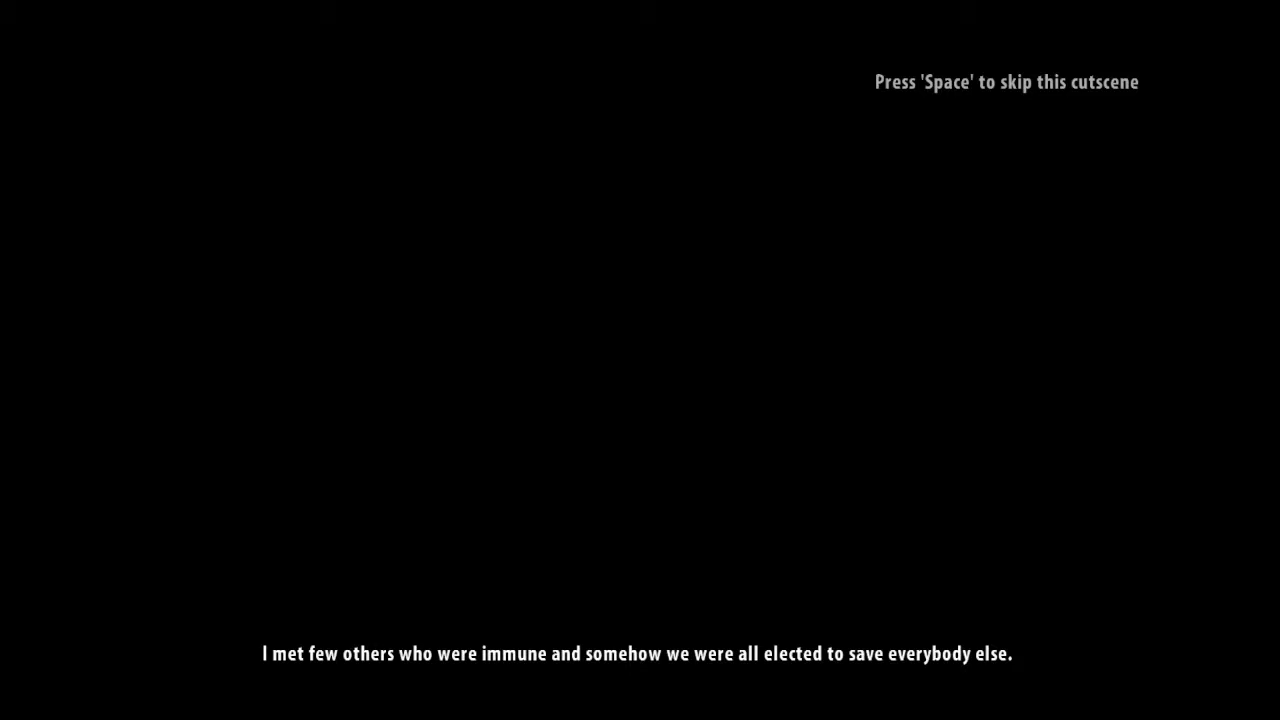 Press 'Space' to skip this cutscene
I met few others who were immune and somehow we were all elected to save everybody else.